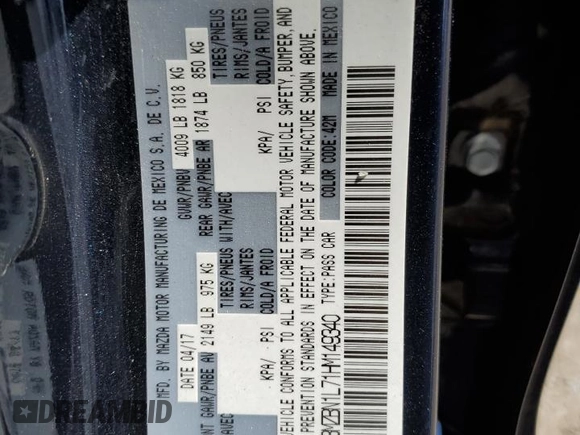 MFD. BY MAZDA MOTOR MANUFACTURING DE MEXICO S.A. DE C.V.
DATE 04/17 GVWR/PNBV 4009 LB 1818 KG
GAWR/PNBE AV 2149 LB 975 KG REAR GAWR/PNBE AR 1874 LB 850 KG
TIRES/PNEUS WITH/AVEC TIRES/PNEUS
RIMS/JANTES RIMS/JANTES
COLD/A FROID KPA/ PSI COLD/A FROID
KPA/ PSI
VEHICLE CONFORMS TO ALL APPLICABLE FEDERAL MOTOR VEHICLE SAFETY, BUMPER, AND
PREVENTION STANDARDS IN EFFECT ON THE DATE OF MANUFACTURE SHOWN ABOVE.
3MZBN1L71HM149340 TYPE:PASS CAR COLOR CODE:42M MADE IN MEXICO
AUTOBIDCAR